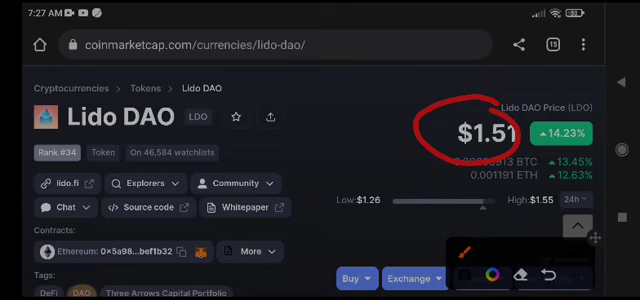 7:27 AM
coinmarketcap.com/currencies/lido-dao/
15
Cryptocurrencies > Tokens > Lido DAO
Lido DAO LDO
Lido DAO Price (LDO)
$1.51 14.23%
Rank #34 Token On 46,584 watchlists
BTC 13.45%
0.001191 ETH 12.63%
lido.fi Explorers Community
Low: $1.26 High: $1.55 24h
Chat Source code Whitepaper
Contracts:
Ethereum: 0x5a98...bef1b32 More
Buy Exchange
Tags:
DeFi DAO Three Arrows Capital Portfolio